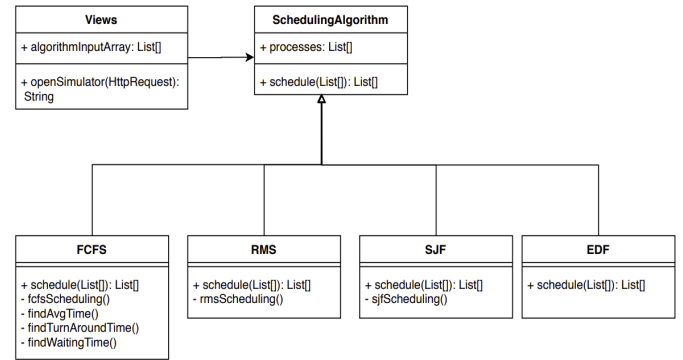 Views
+ algorithmInputArray: List[]
+ openSimulator(HttpRequest):
String
SchedulingAlgorithm
+ processes: List[]
+ schedule(List[]): List[]
FCFS
+ schedule(List[]): List[]
- fcfsScheduling()
- findAvgTime()
- findTurnAroundTime()
- findWaitingTime()
RMS
+ schedule(List[]): List[]
- rmsScheduling()
SJF
+ schedule(List[]): List[]
- sjfScheduling()
EDF
+ schedule(List[]): List[]